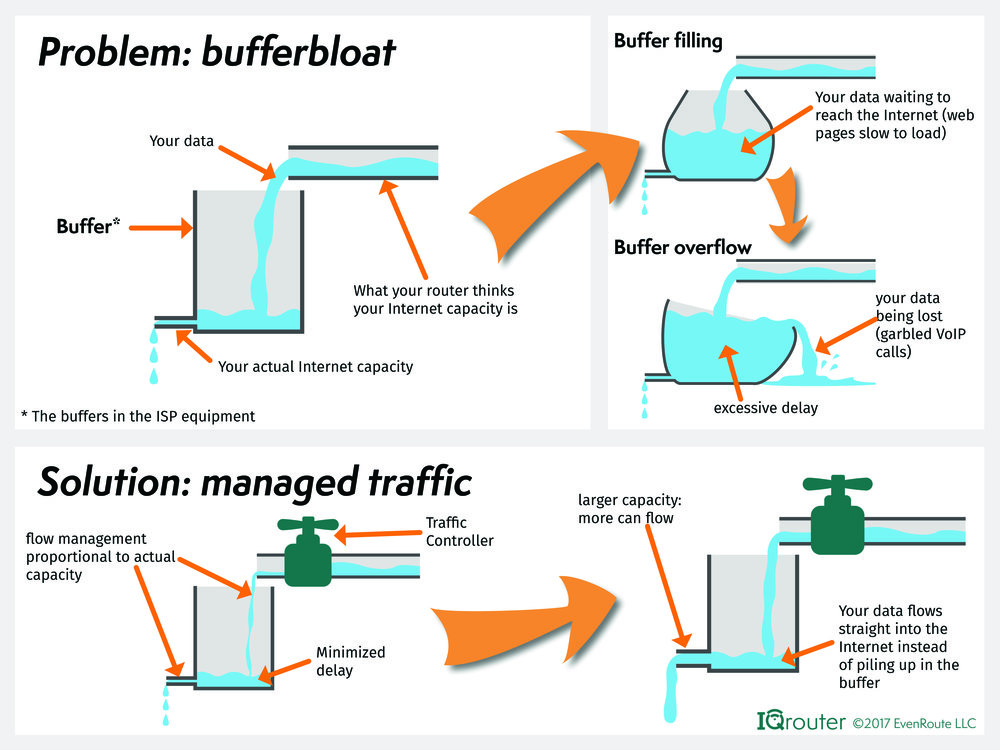 Problem: bufferbloat
Your data
Buffer*
What your router thinks
your Internet capacity is
Your actual Internet capacity
* The buffers in the ISP equipment
Buffer filling
Your data waiting to
reach the Internet (web
pages slow to load)
Buffer overflow
your data
being lost
(garbled VoIP
calls)
excessive delay
Solution: managed traffic
flow management
proportional to actual
capacity
Traffic
Controller
Minimized
delay
larger capacity:
more can flow
Your data flows
straight into the
Internet instead
of piling up in the
buffer
IQrouter ©2017 EvenRoute LLC